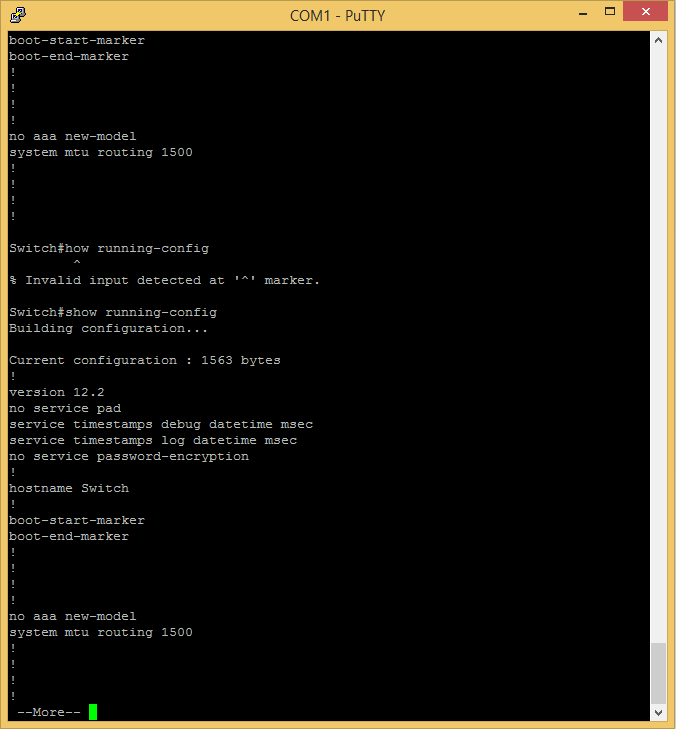 COM1 - PuTTY
boot-start-marker
boot-end-marker
!
!
!
!
no aaa new-model
system mtu routing 1500
!
!
!
!
Switch#how running-config
^
% Invalid input detected at '^' marker.
Switch#show running-config
Building configuration...
Current configuration : 1563 bytes
!
version 12.2
no service pad
service timestamps debug datetime msec
service timestamps log datetime msec
no service password-encryption
!
hostname Switch
!
boot-start-marker
boot-end-marker
!
!
!
!
no aaa new-model
system mtu routing 1500
!
!
!
!
--More--